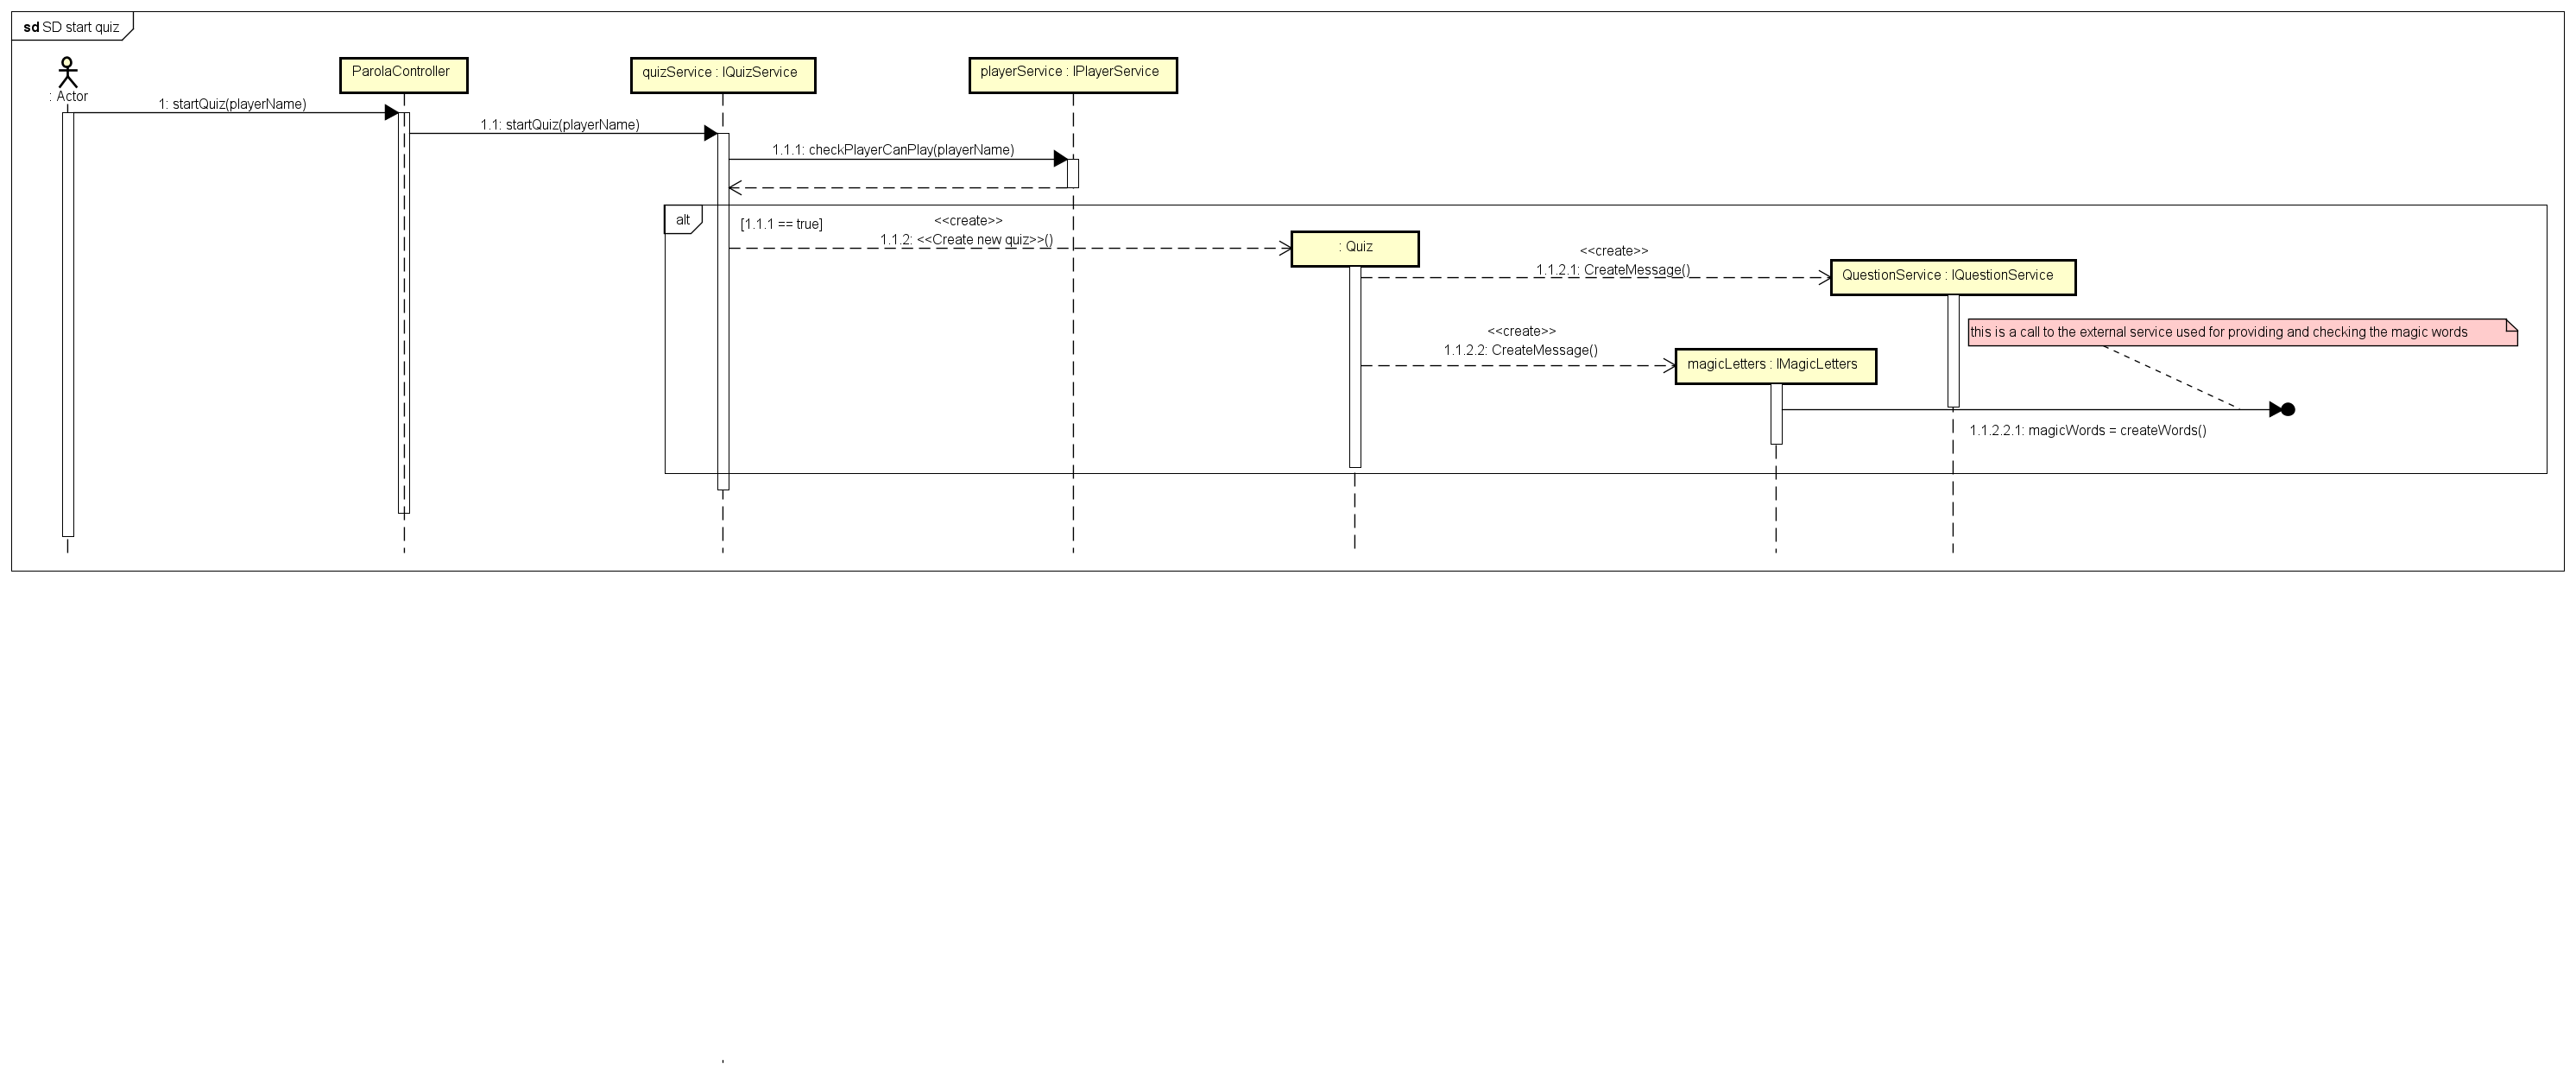 sd SD start quiz
: Actor
ParolaController
quizService : IQuizService
playerService : IPlayerService
1: startQuiz(playerName)
1.1: startQuiz(playerName)
1.1.1: checkPlayerCanPlay(playerName)
alt
[1.1.1 == true]
<<create>>
1.1.2: <<Create new quiz>>()
: Quiz
<<create>>
1.1.2.1: CreateMessage()
QuestionService : IQuestionService
this is a call to the external service used for providing and checking the magic words
<<create>>
1.1.2.2: CreateMessage()
magicLetters : IMagicLetters
1.1.2.2.1: magicWords = createWords()